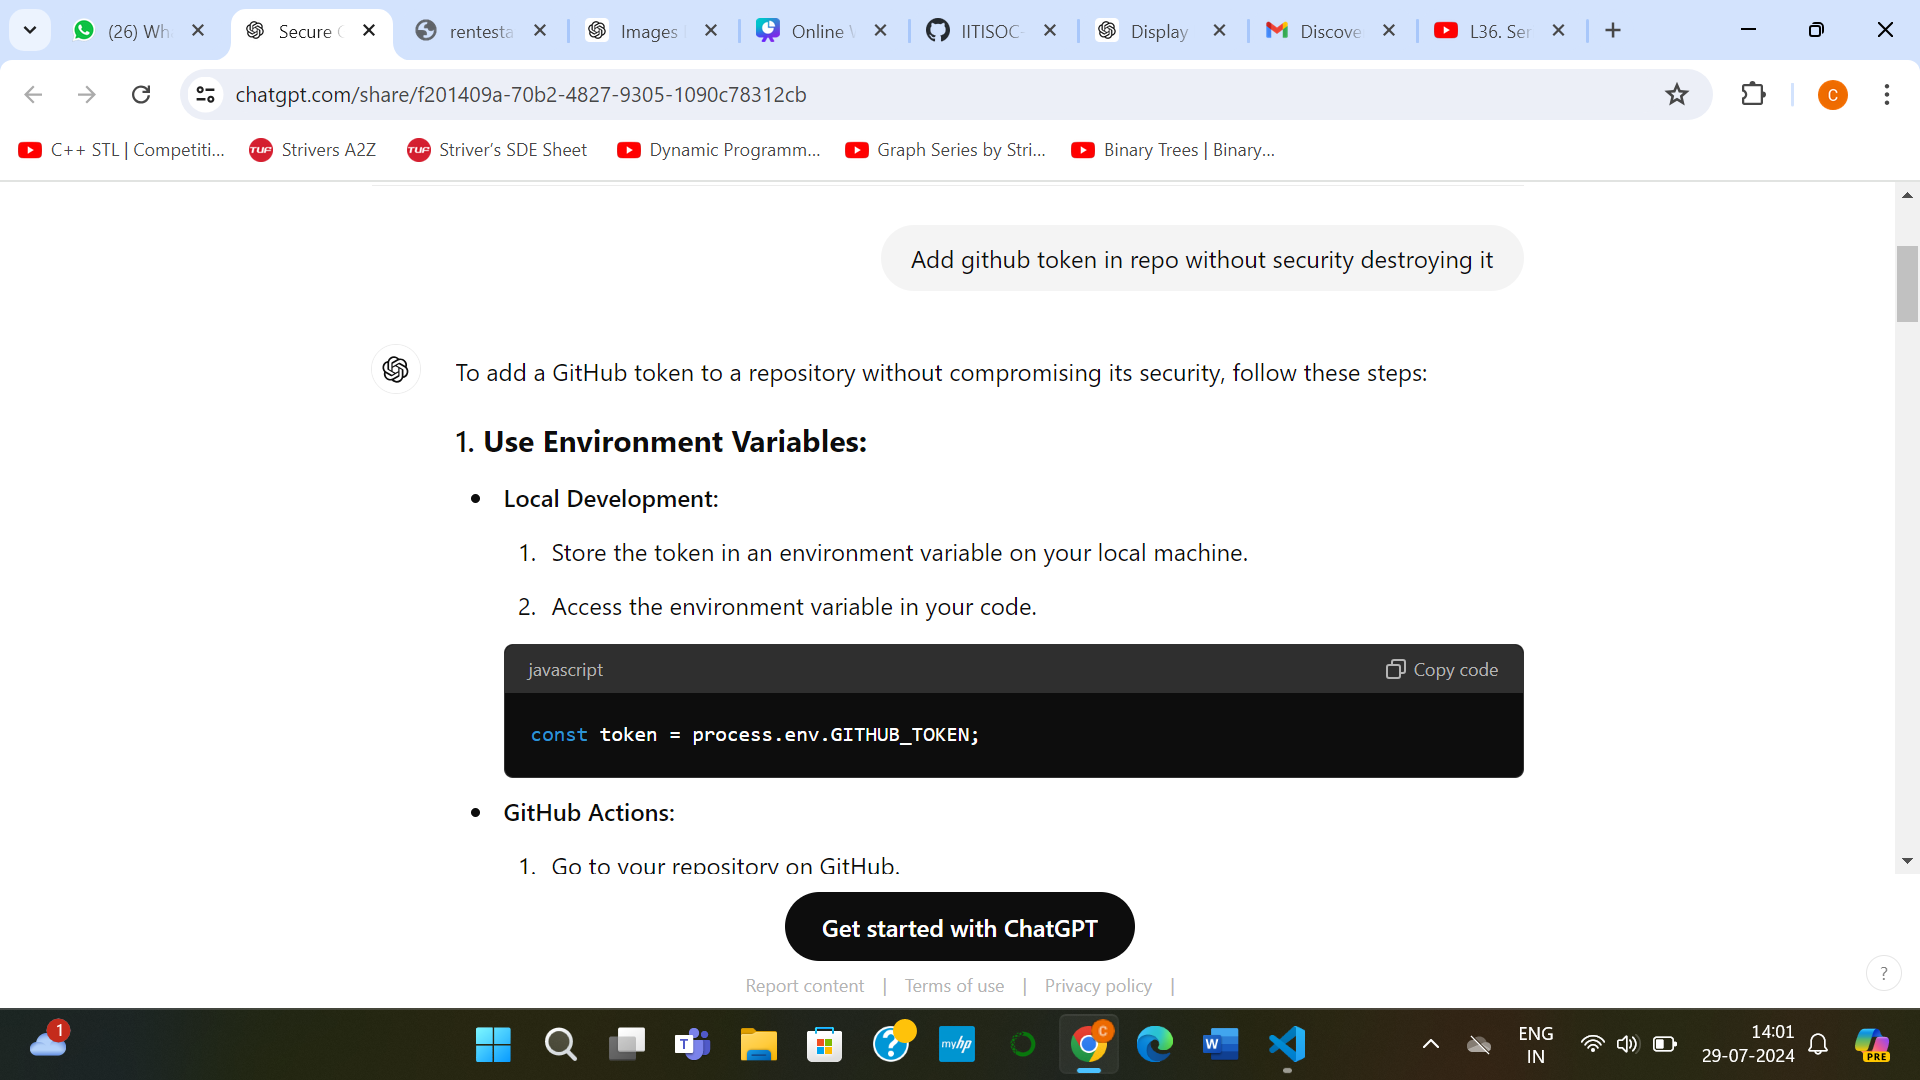 (26) Wh
Secure
rentesta
Images
Online
IITISOC-
Display
Discove
L36. Ser
chatgpt.com/share/f201409a-70b2-4827-9305-1090c78312cb
C
C++ STL | Competiti...
TUF
Strivers A2Z
TUF
Striver's SDE Sheet
Dynamic Programm...
Graph Series by Stri...
Binary Trees | Binary...
Add github token in repo without security destroying it
To add a GitHub token to a repository without compromising its security, follow these steps:
1. Use Environment Variables:
• Local Development:
1. Store the token in an environment variable on your local machine.
2. Access the environment variable in your code.
javascript
Copy code
const token = process.env.GITHUB_TOKEN;
• GitHub Actions:
1. Go to your repository on GitHub.
Get started with ChatGPT
Report content | Terms of use | Privacy policy |
?
1
T
?
myhp
C
W
ENG
IN
14:01
29-07-2024
PRE